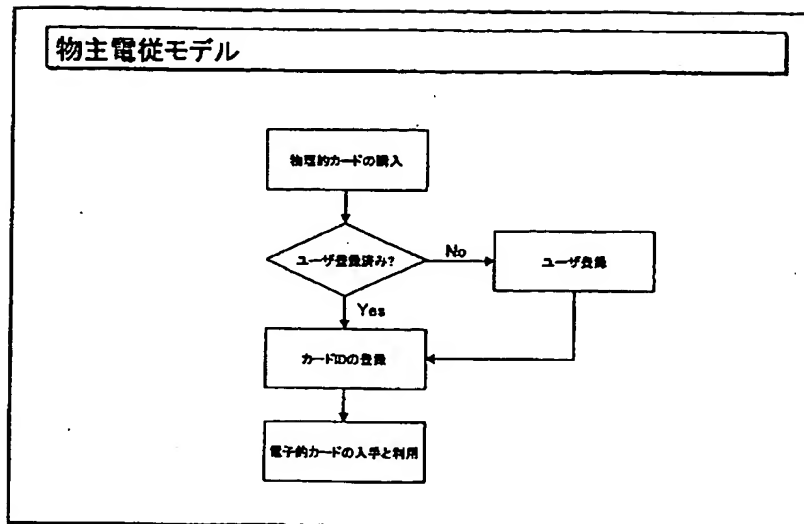 物主電従モデル
物理的カードの購入
ユーザ登録済み?
No
ユーザ登録
Yes
カードIDの登録
電子的カードの入手と利用